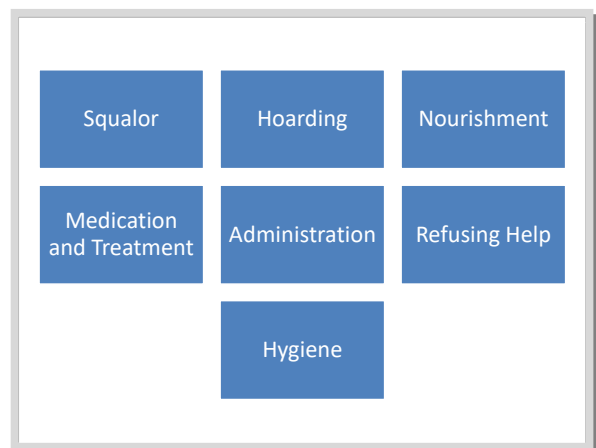 Squalor
Hoarding
Nourishment
Medication
and Treatment
Administration
Refusing Help
Hygiene